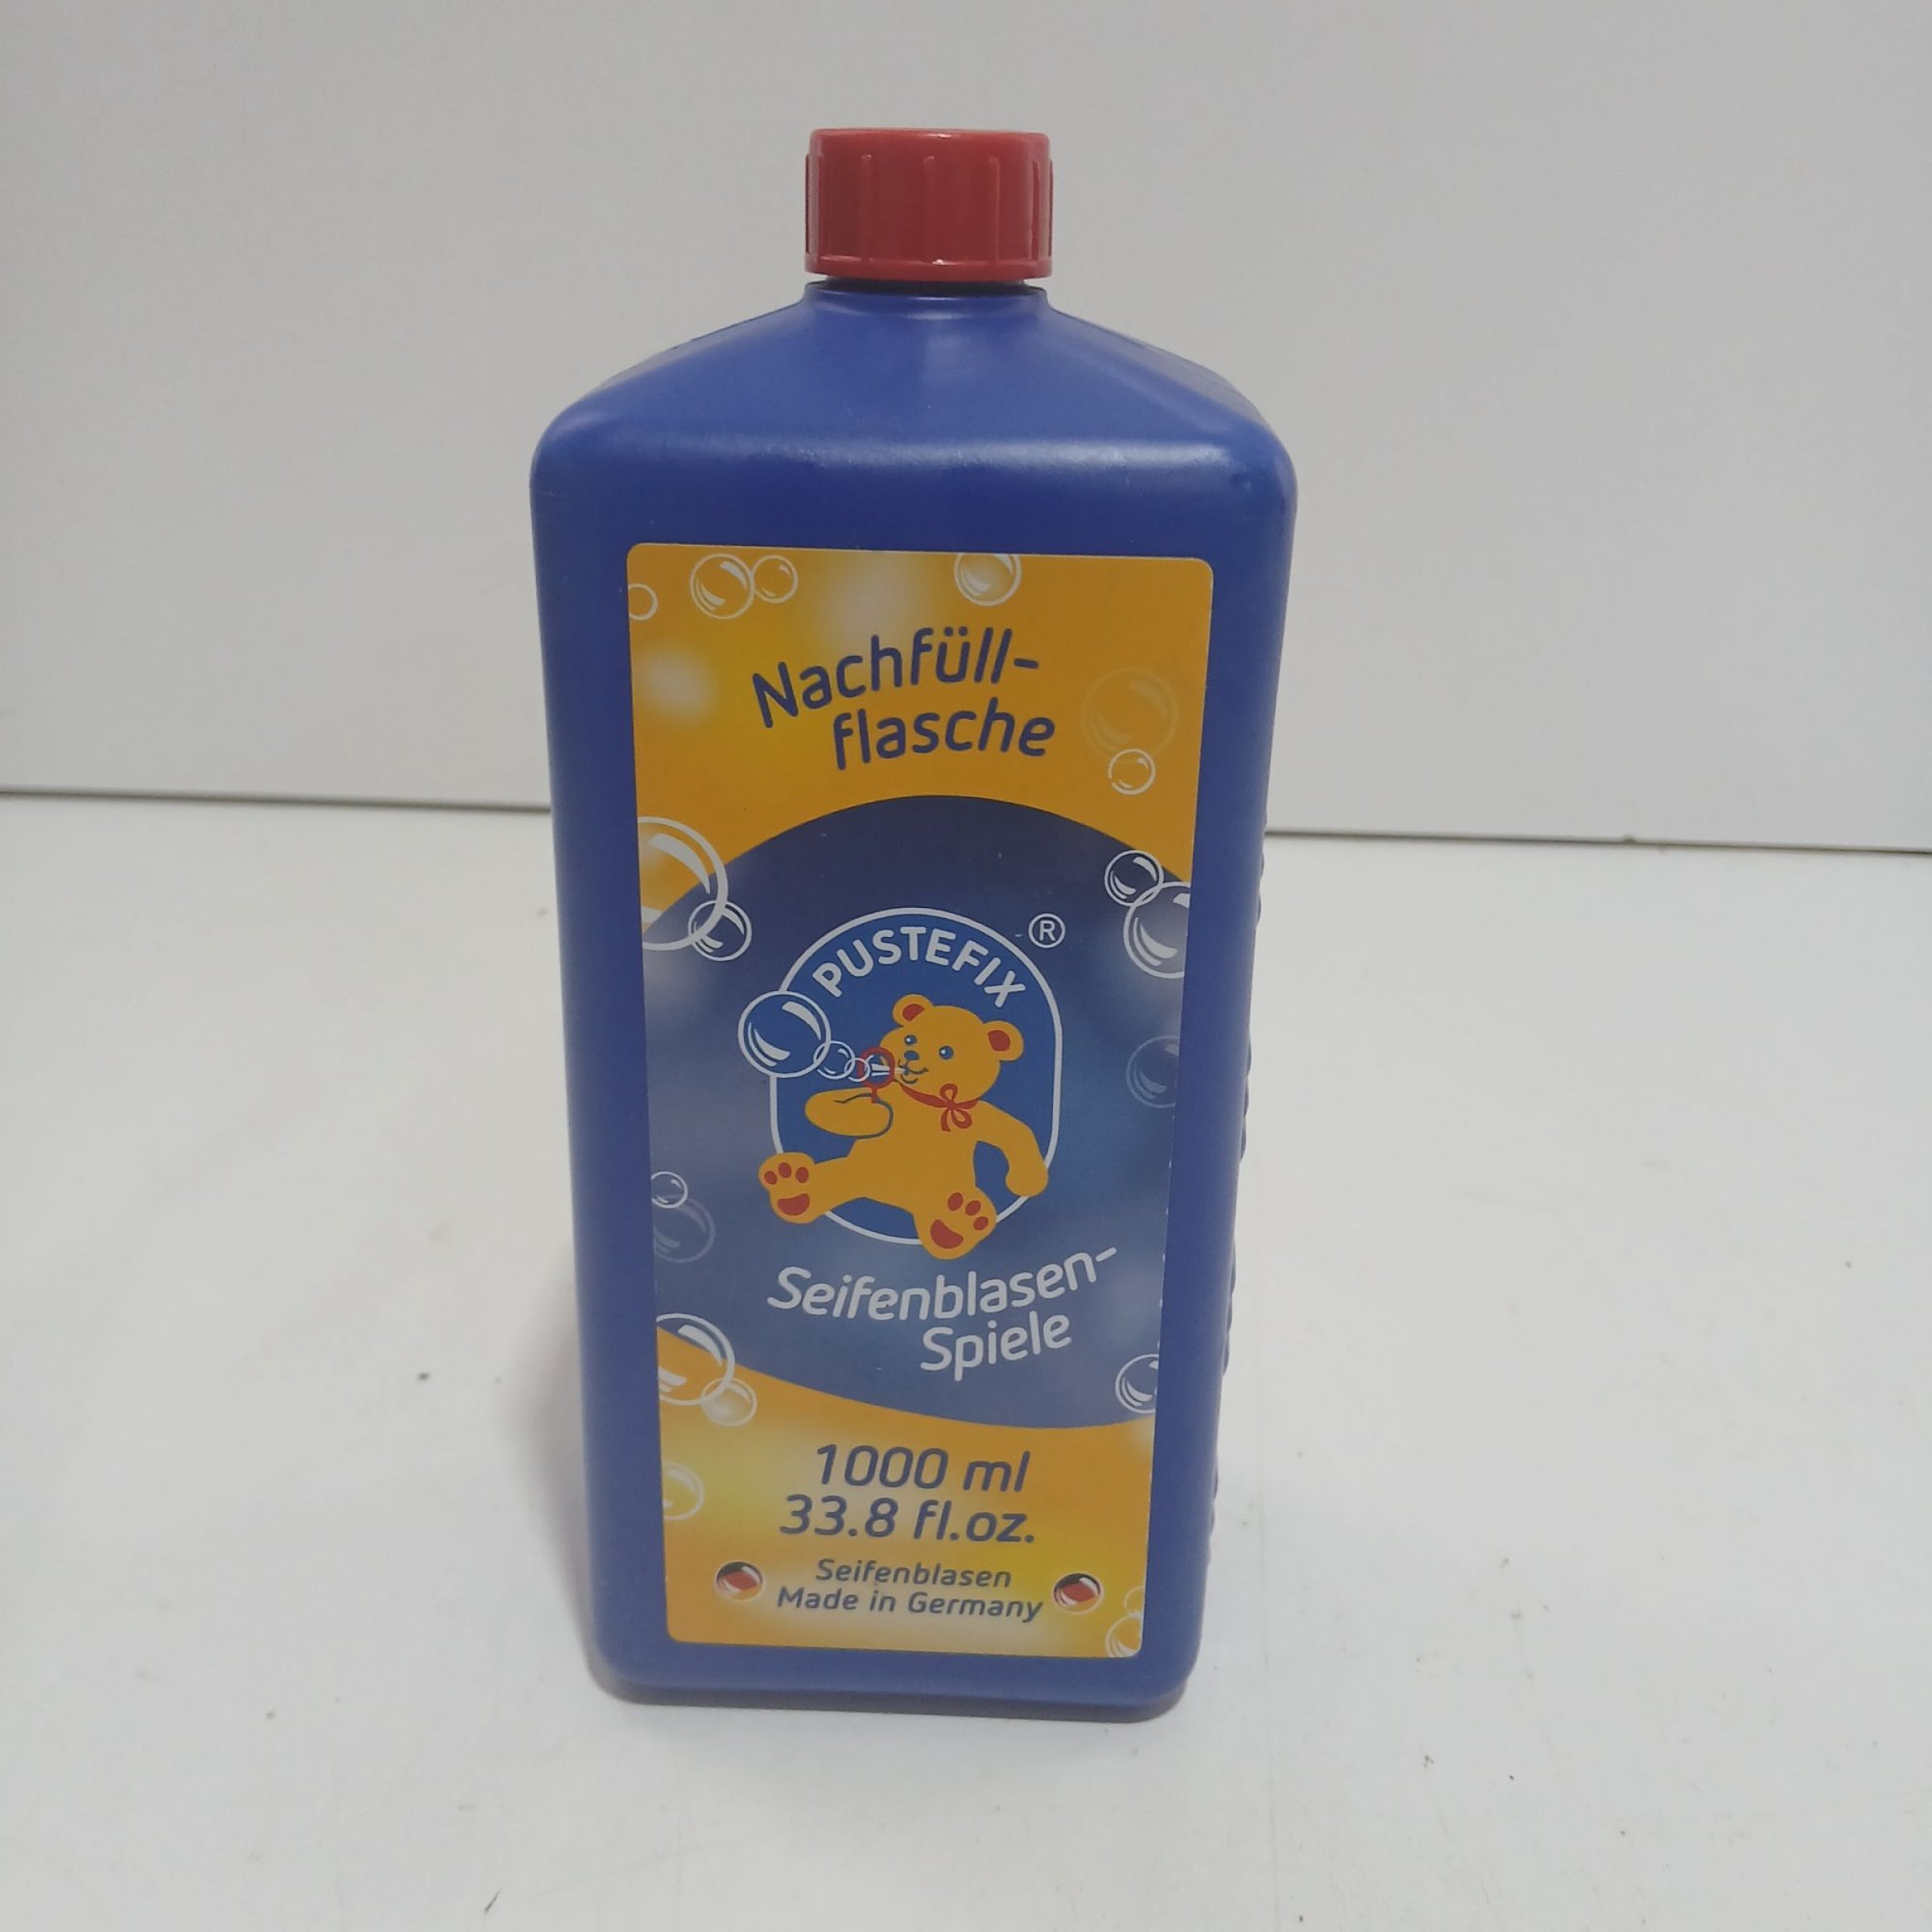 Nachfüll-
flasche
PUSTEFIX ®
Seifenblasen-
Spiele
1000 ml
33.8 fl.oz.
Seifenblasen
Made in Germany